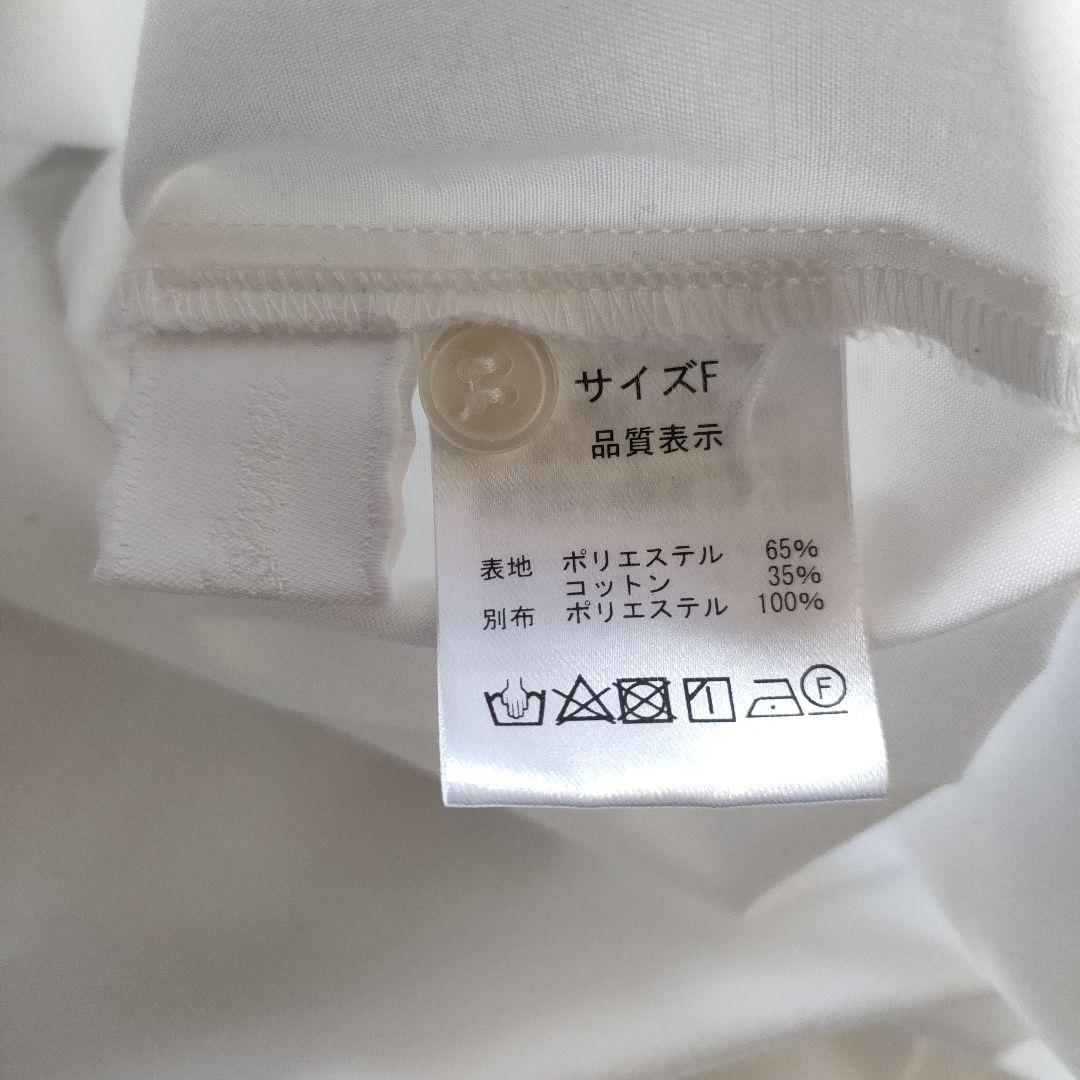 サイズF
品質表示
表地 ポリエステル 65%
コットン 35%
別布 ポリエステル 100%
F